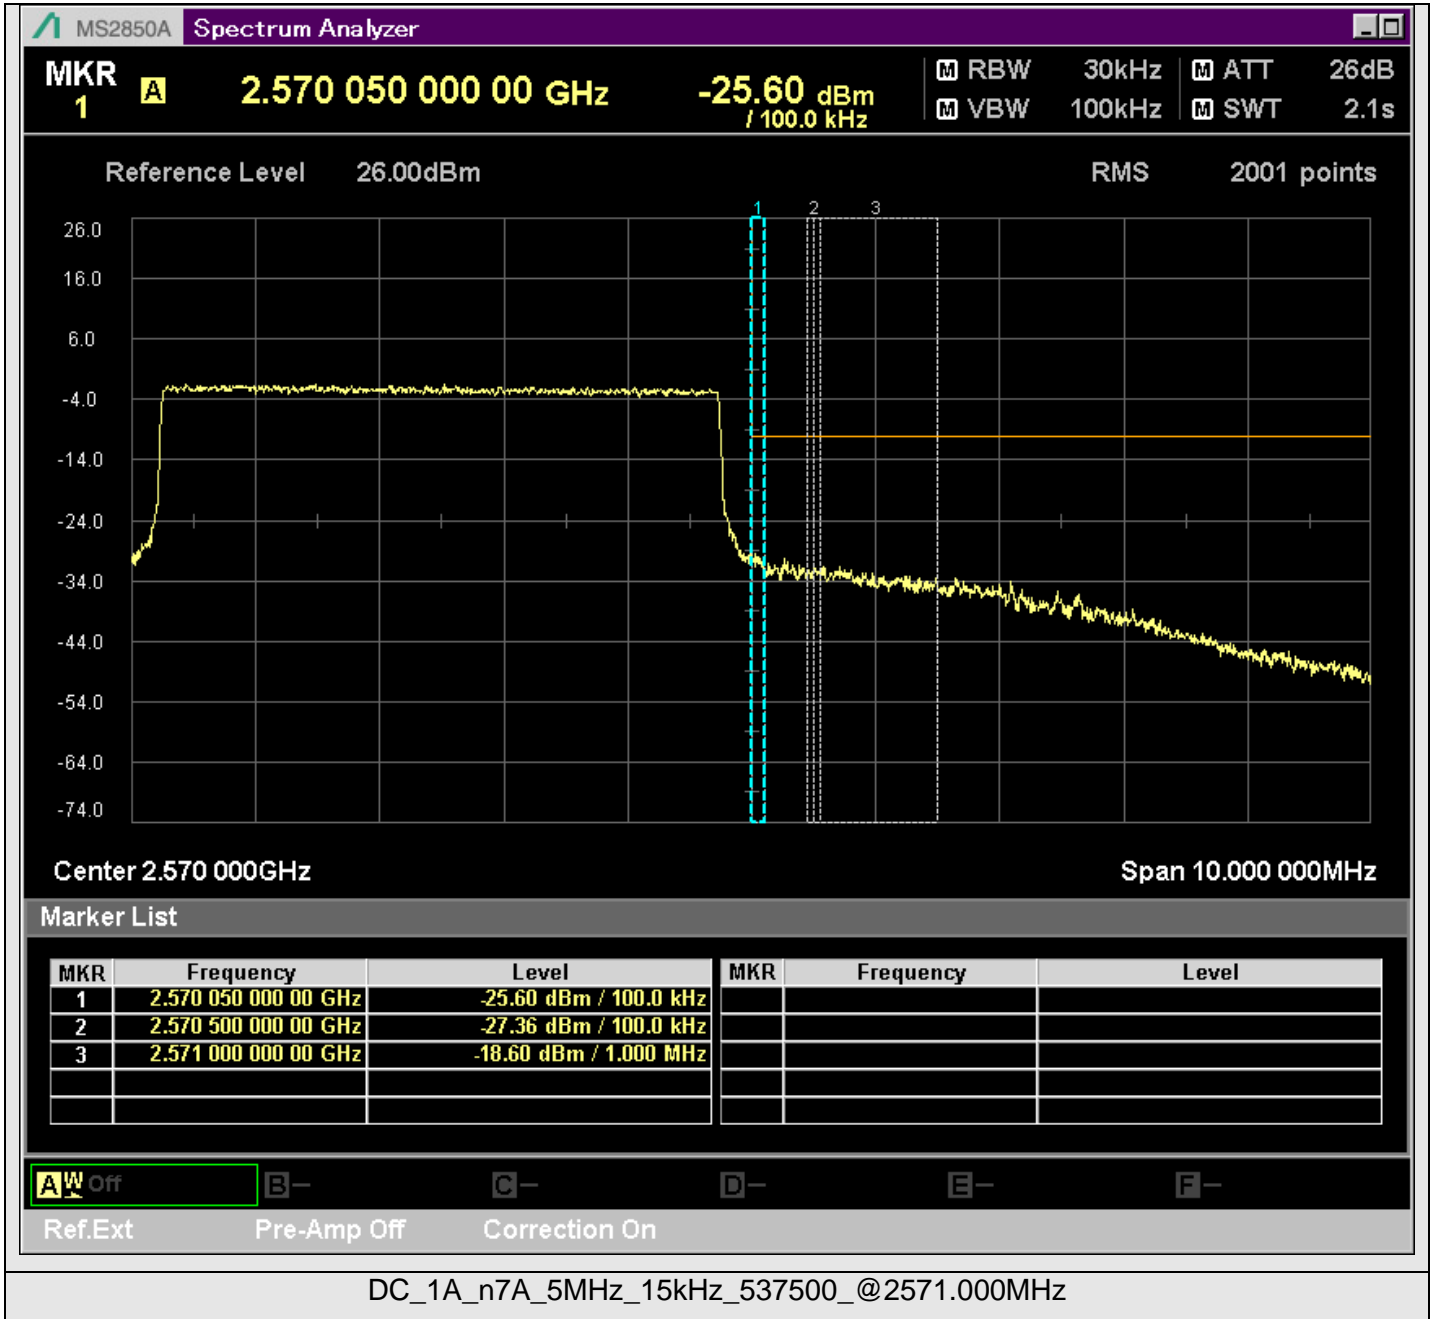 MS2850A Spectrum Analyzer
MKR 1 A 2.570 050 000 00 GHz -25.60 dBm / 100.0 kHz
M RBW 30kHz M ATT 26dB
M VBW 100kHz M SWT 2.1s
Reference Level 26.00dBm RMS 2001 points
1 2 3
26.0
16.0
6.0
-4.0
-14.0
-24.0
-34.0
-44.0
-54.0
-64.0
-74.0
Center 2.570 000GHz Span 10.000 000MHz
Marker List
MKR Frequency Level MKR Frequency Level
1 2.570 050 000 00 GHz -25.60 dBm / 100.0 kHz
2 2.570 500 000 00 GHz -27.36 dBm / 100.0 kHz
3 2.571 000 000 00 GHz -18.60 dBm / 1.000 MHz
A W Off B - C - D - E - F -
Ref.Ext Pre-Amp Off Correction On
DC_1A_n7A_5MHz_15kHz_537500_@2571.000MHz